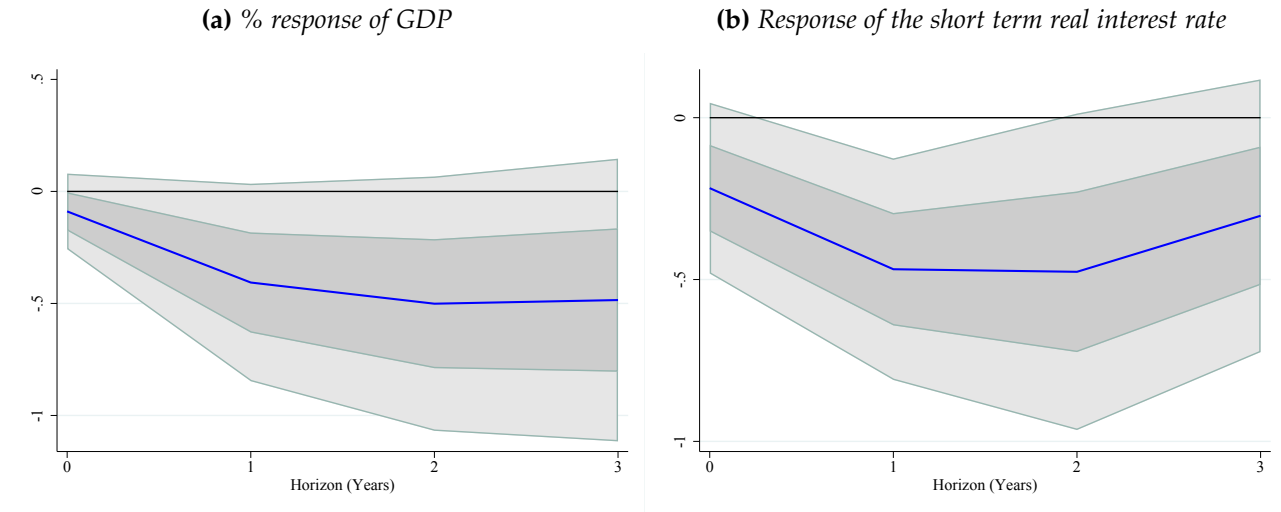 (a) % response of GDP
.5
0
-.5
-1
0 1 2 3
Horizon (Years)
(b) Response of the short term real interest rate
0
-.5
-1
0 1 2 3
Horizon (Years)